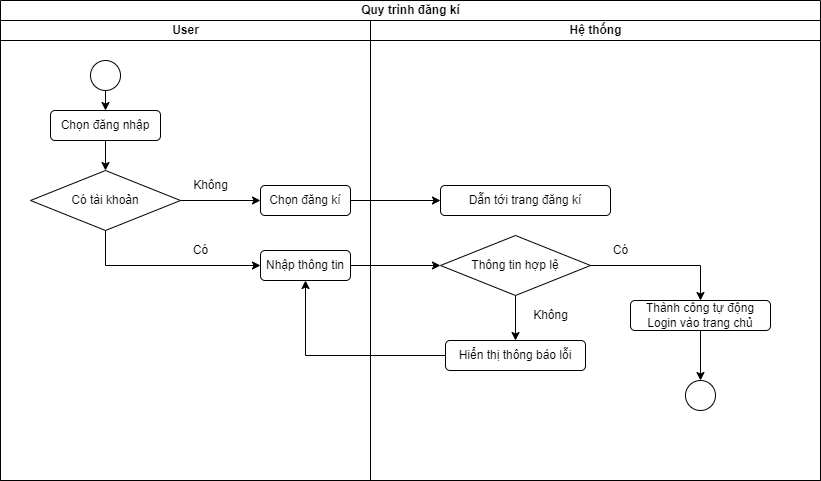 Quy trình đăng kí
User
Hệ thống
Chọn đăng nhập
Có tài khoản
Không
Chọn đăng kí
Dẫn tới trang đăng kí
Có
Nhập thông tin
Thông tin hợp lệ
Có
Không
Thành công tự động
Login vào trang chủ
Hiển thị thông báo lỗi